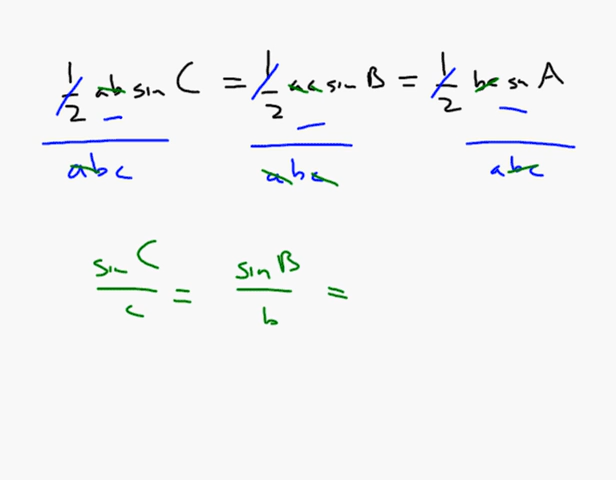 1/2 ab sin C = 1/2 ac sin B = 1/2 bc sin A
abc abc abc
sin C / c = sin B / b =